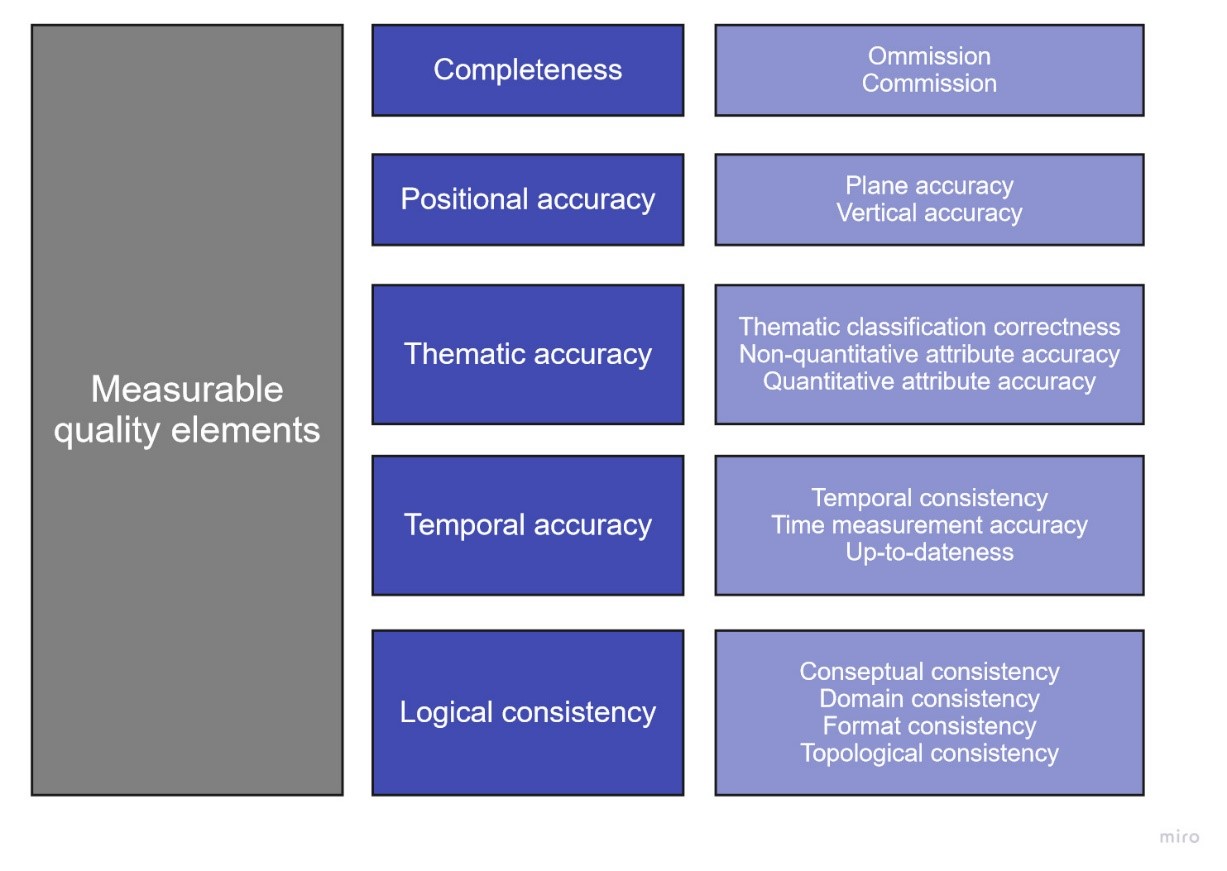 Measurable
quality elements
Completeness
Ommission
Commission
Positional accuracy
Plane accuracy
Vertical accuracy
Thematic accuracy
Thematic classification correctness
Non-quantitative attribute accuracy
Quantitative attribute accuracy
Temporal accuracy
Temporal consistency
Time measurement accuracy
Up-to-dateness
Logical consistency
Conseptual consistency
Domain consistency
Format consistency
Topological consistency
miro